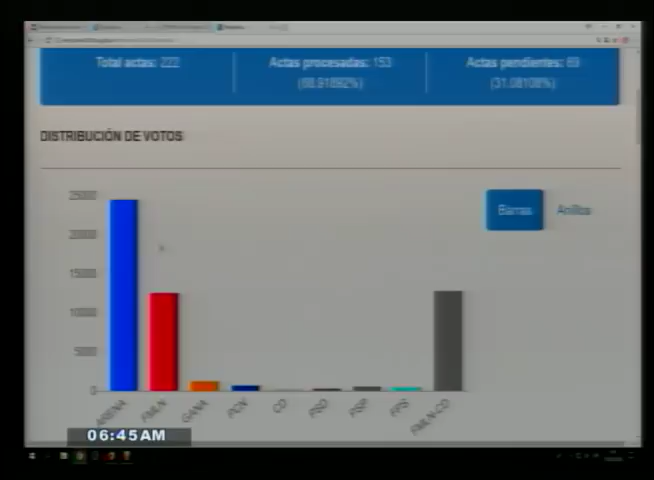 Total actas: 222
Actas procesadas: 153
(68.91892%)
Actas pendientes: 69
(31.08108%)
DISTRIBUCIÓN DE VOTOS
Barras
Anillos
25000
20000
15000
10000
5000
0
ARENA
FMLN
GANA
PCN
CD
PSD
PSP
FPS
FMLN-CD
06:45AM